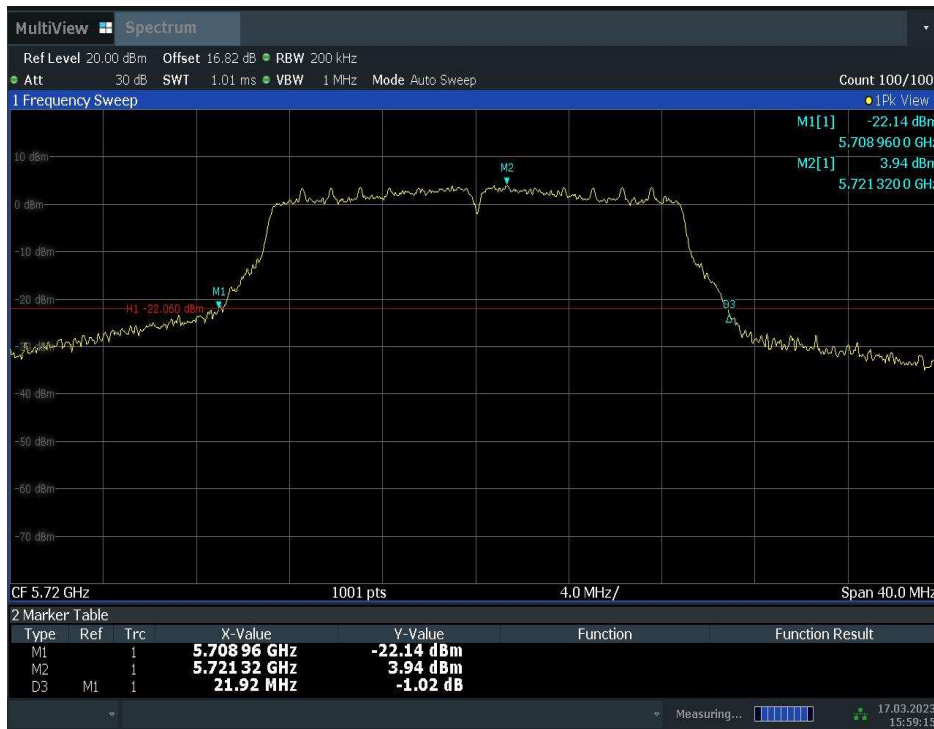 MultiView Spectrum
Ref Level 20.00 dBm Offset 16.82 dB RBW 200 kHz
Att 30 dB SWT 1.01 ms VBW 1 MHz Mode Auto Sweep Count 100/100
1 Frequency Sweep 1Pk View
M1[1] -22.14 dBm
5.708 960 0 GHz
M2[1] 3.94 dBm
5.721 320 0 GHz
10 dBm
M2
0 dBm
-10 dBm
M1
-20 dBm
D3
H1 -22.060 dBm
-30 dBm
-40 dBm
-50 dBm
-60 dBm
-70 dBm
CF 5.72 GHz 1001 pts 4.0 MHz/ Span 40.0 MHz
2 Marker Table
Type Ref Trc X-Value Y-Value Function Function Result
M1 1 5.708 96 GHz -22.14 dBm
M2 1 5.721 32 GHz 3.94 dBm
D3 M1 1 21.92 MHz -1.02 dB
Measuring... 17.03.2023
15:59:15